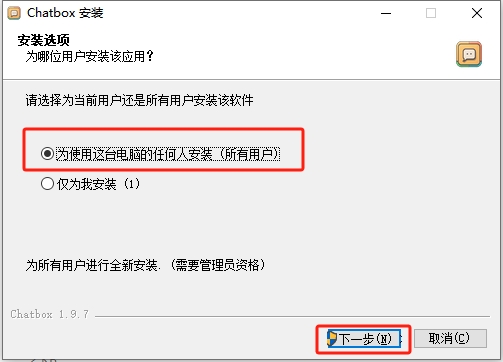 Chatbox 安装
安装选项
为哪位用户安装该应用？
请选择为当前用户还是所有用户安装该软件
为使用这台电脑的任何人安装（所有用户）
仅为我安装（1）
为所有用户进行全新安装.（需要管理员资格）
Chatbox 1.9.7
下一步(N)
取消(C)